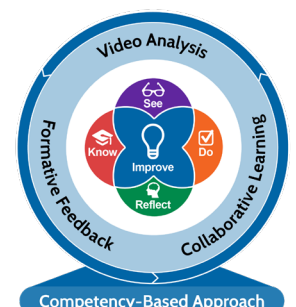 Video Analysis
See
Know
Do
Improve
Reflect
Formative Feedback
Collaborative Learning
Competency-Based Approach